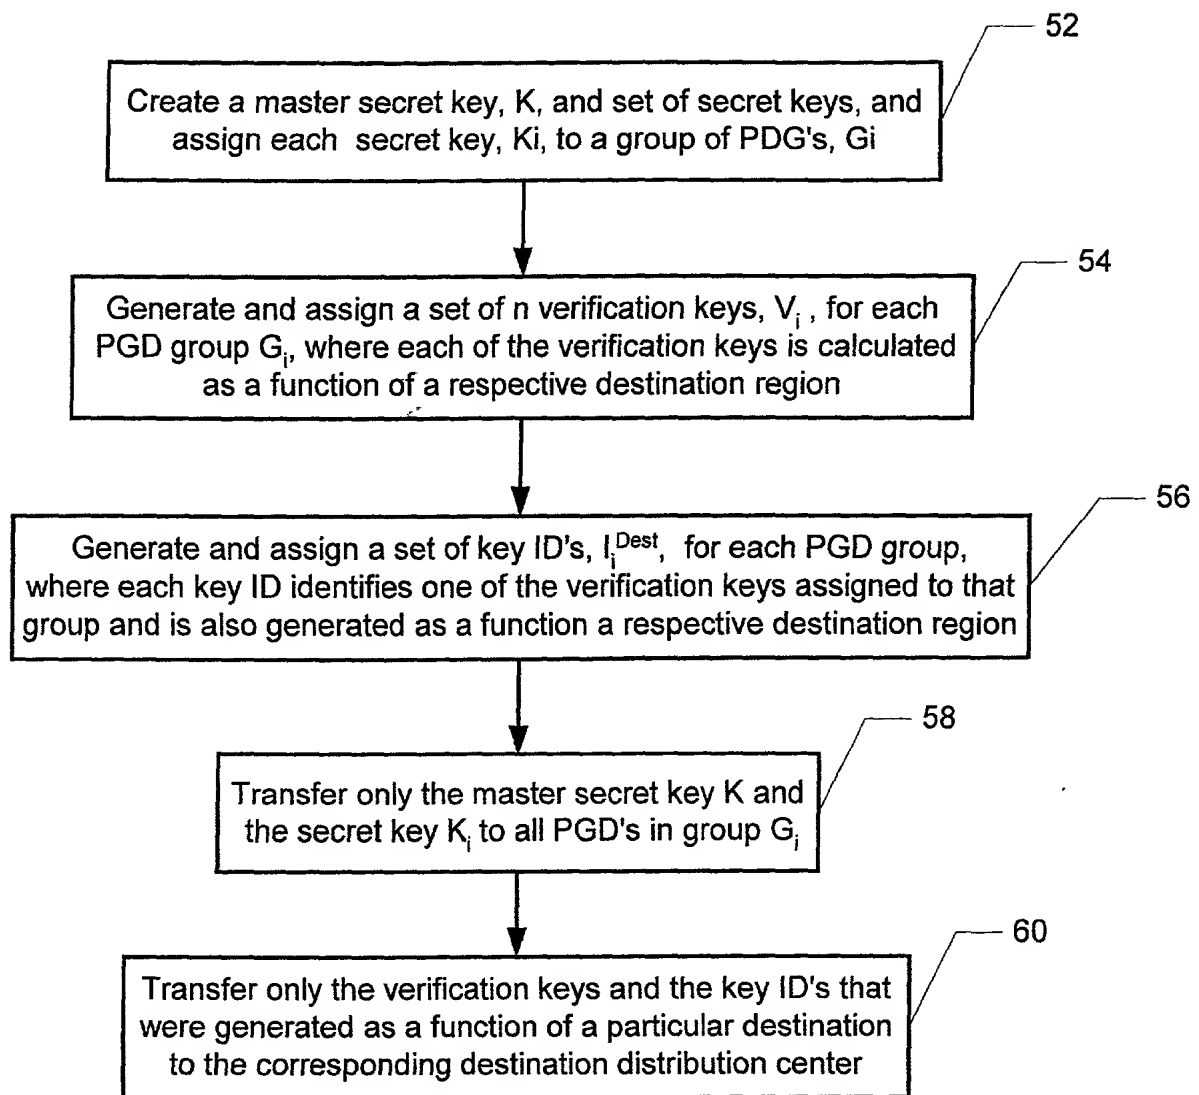 52
Create a master secret key, K, and set of secret keys, and
assign each secret key, Ki, to a group of PDG's, Gi
54
Generate and assign a set of n verification keys, Vi , for each
PGD group Gi, where each of the verification keys is calculated
as a function of a respective destination region
56
Generate and assign a set of key ID's, Ii^Dest, for each PGD group,
where each key ID identifies one of the verification keys assigned to that
group and is also generated as a function a respective destination region
58
Transfer only the master secret key K and
the secret key Ki to all PGD's in group Gi
60
Transfer only the verification keys and the key ID's that
were generated as a function of a particular destination
to the corresponding destination distribution center